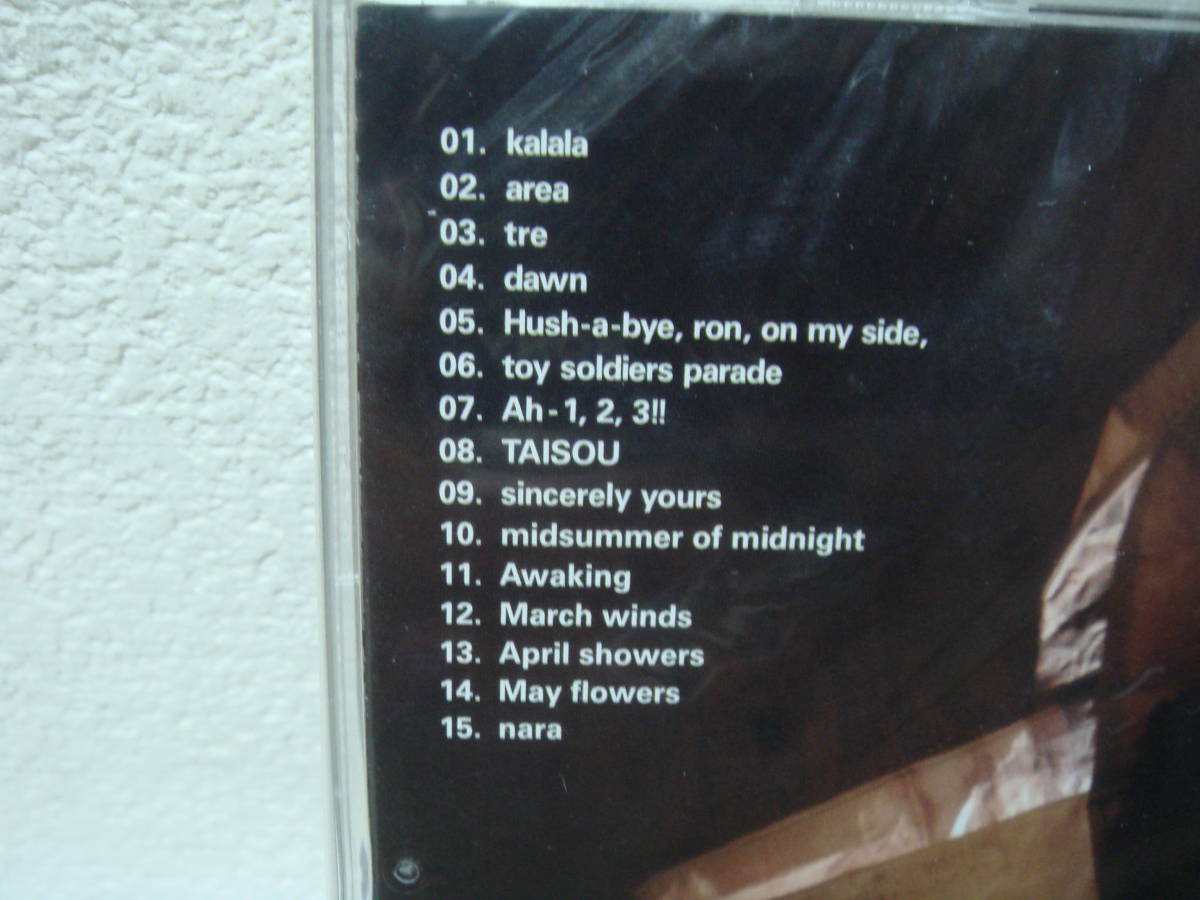 01. kalala
02. area
03. tre
04. dawn
05. Hush-a-bye, ron, on my side,
06. toy soldiers parade
07. Ah-1, 2, 3!!
08. TAISOU
09. sincerely yours
10. midsummer of midnight
11. Awaking
12. March winds
13. April showers
14. May flowers
15. nara